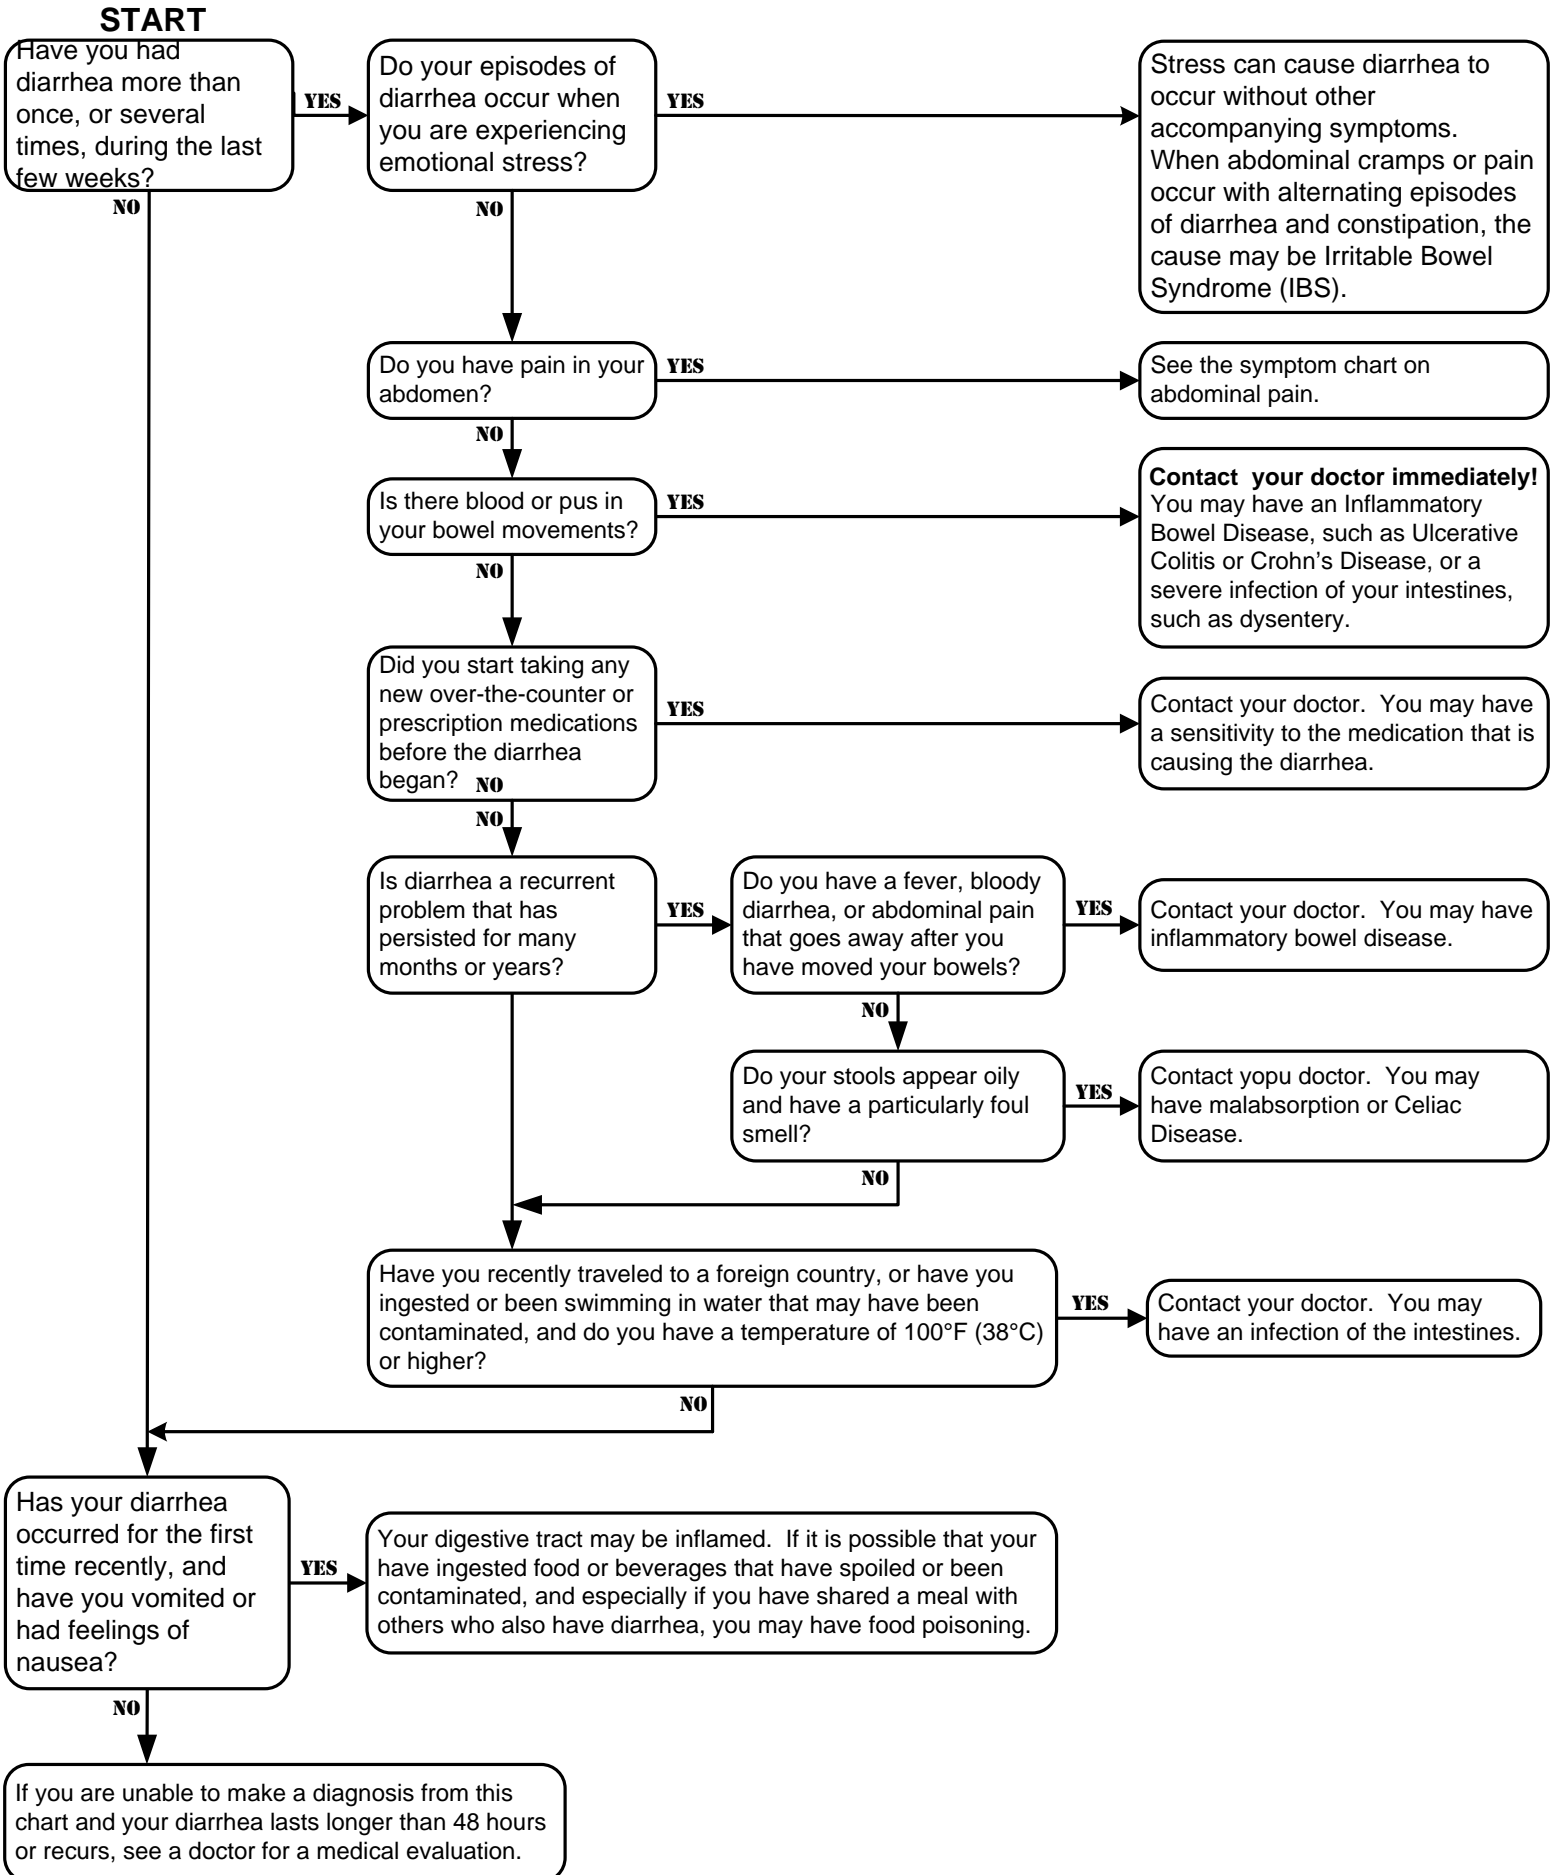 START
Have you had
diarrhea more than
once, or several
times, during the last
few weeks?
YES
NO
Do your episodes of
diarrhea occur when
you are experiencing
emotional stress?
YES
NO
Stress can cause diarrhea to
occur without other
accompanying symptoms.
When abdominal cramps or pain
occur with alternating episodes
of diarrhea and constipation, the
cause may be Irritable Bowel
Syndrome (IBS).
Do you have pain in your
abdomen?
YES
NO
See the symptom chart on
abdominal pain.
Is there blood or pus in
your bowel movements?
YES
NO
Contact  your doctor immediately!
You may have an Inflammatory
Bowel Disease, such as Ulcerative
Colitis or Crohn’s Disease, or a
severe infection of your intestines,
such as dysentery.
Did you start taking any
new over-the-counter or
prescription medications
before the diarrhea
began? NO
YES
NO
Contact your doctor.  You may have
a sensitivity to the medication that is
causing the diarrhea.
Is diarrhea a recurrent
problem that has
persisted for many
months or years?
YES
Do you have a fever, bloody
diarrhea, or abdominal pain
that goes away after you
have moved your bowels?
YES
NO
Contact your doctor.  You may have
inflammatory bowel disease.
Do your stools appear oily
and have a particularly foul
smell?
YES
NO
Contact yopu doctor.  You may
have malabsorption or Celiac
Disease.
Have you recently traveled to a foreign country, or have you
ingested or been swimming in water that may have been
contaminated, and do you have a temperature of 100°F (38°C)
or higher?
YES
NO
Contact your doctor.  You may
have an infection of the intestines.
Has your diarrhea
occurred for the first
time recently, and
have you vomited or
had feelings of
nausea?
YES
NO
Your digestive tract may be inflamed.  If it is possible that your
have ingested food or beverages that have spoiled or been
contaminated, and especially if you have shared a meal with
others who also have diarrhea, you may have food poisoning.
If you are unable to make a diagnosis from this
chart and your diarrhea lasts longer than 48 hours
or recurs, see a doctor for a medical evaluation.